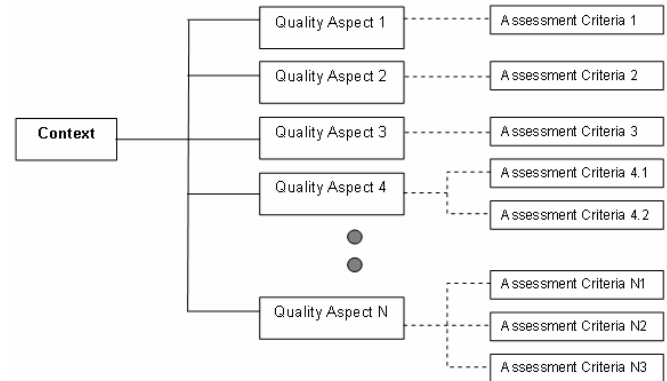 Quality Aspect 1
Assessment Criteria 1
Quality Aspect 2
Assessment Criteria 2
Context
Quality Aspect 3
Assessment Criteria 3
Quality Aspect 4
Assessment Criteria 4.1
Assessment Criteria 4.2
Quality Aspect N
Assessment Criteria N1
Assessment Criteria N2
Assessment Criteria N3